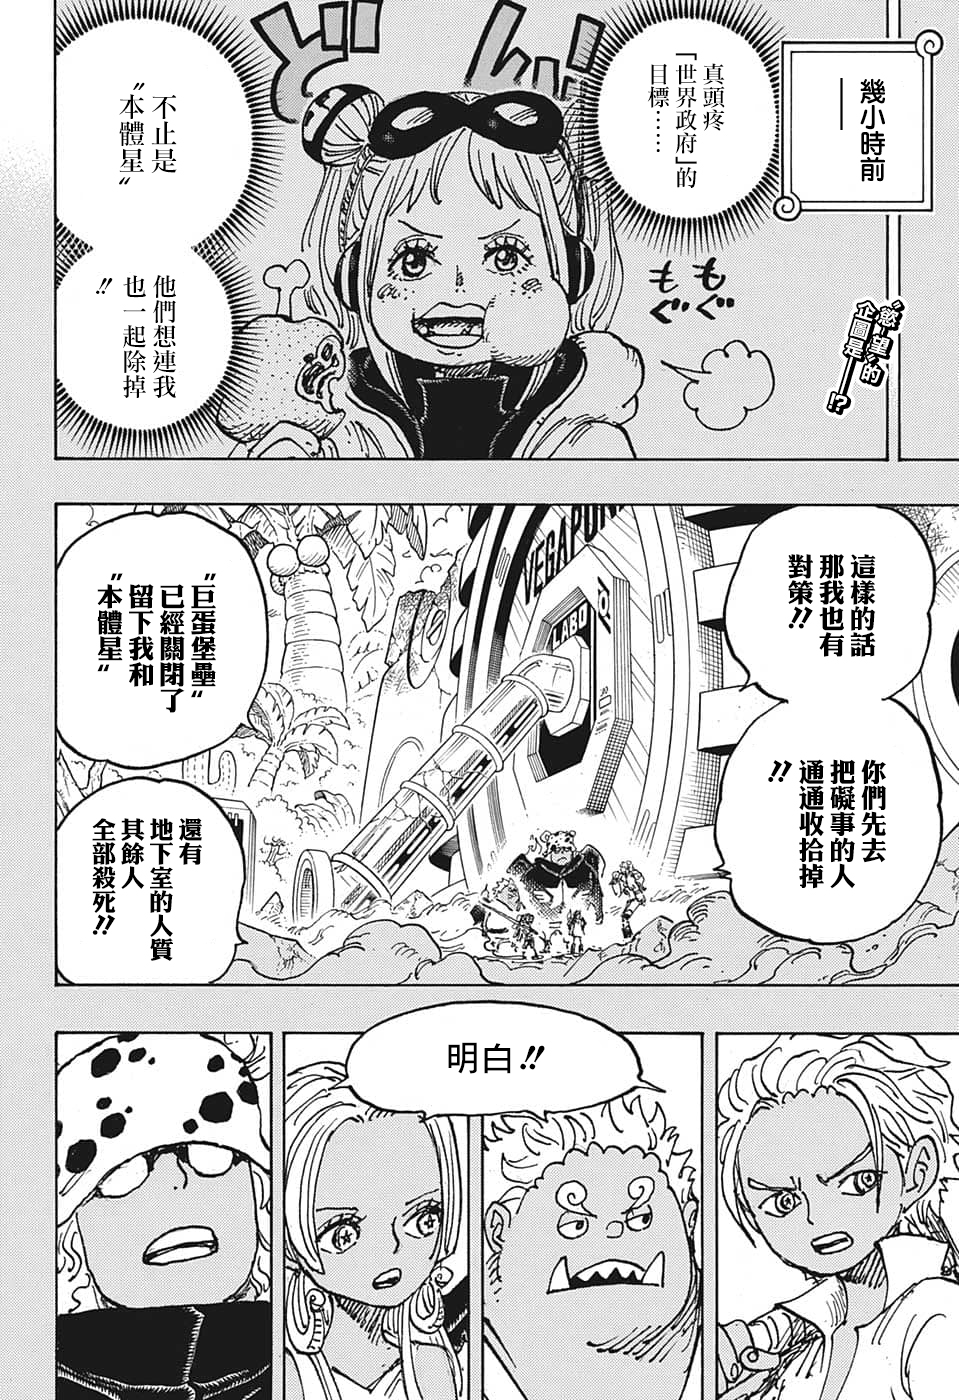 幾小時前
——
真頭疼
「世界政府」的
目標……
どんっ!!
不止是
“本體星”
他們想連我
也一起除掉
!!
もぐ
もぐ
“慾望”的
企圖是——!?
這樣的話
那我也有
對策!!
你們先去
把礙事的人
通通收拾掉
!!
VEGAPUN
LABO
“巨蛋堡壘”
已經關閉了
留下我和
“本體星”
還有
地下室的人質
其餘人
全部殺死!!
明白!!